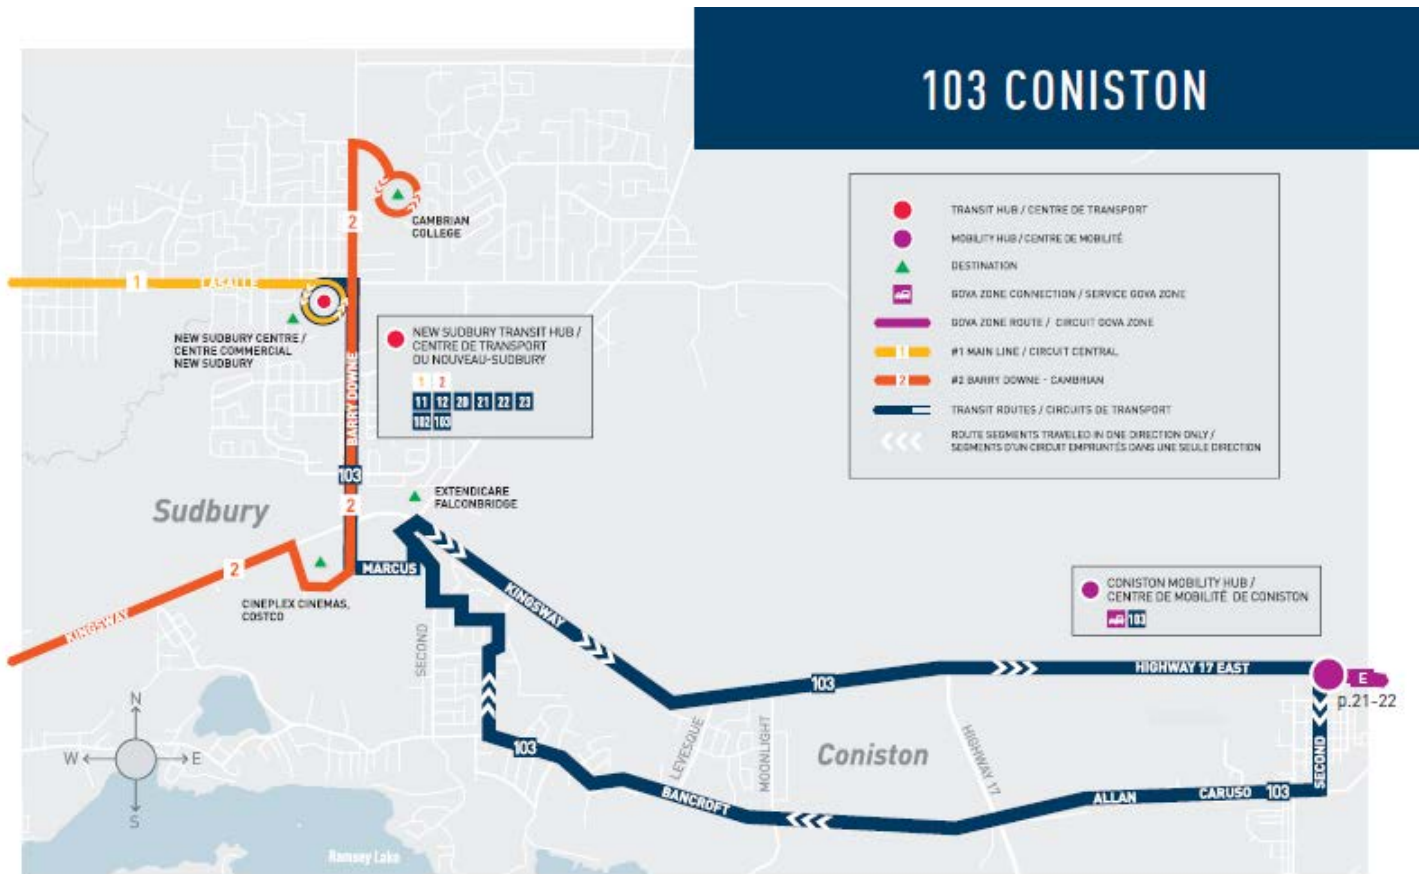 103 CONISTON
TRANSIT HUB / CENTRE DE TRANSPORT
MOBILITY HUB / CENTRE DE MOBILITÉ
DESTINATION
GOVA ZONE CONNECTION / SERVICE GOVA ZONE
GOVA ZONE ROUTE / CIRCUIT GOVA ZONE
1
#1 MAIN LINE / CIRCUIT CENTRAL
2
#2 BARRY DOWNE - CAMBRIAN
TRANSIT ROUTES / CIRCUITS DE TRANSPORT
ROUTE SEGMENTS TRAVELED IN ONE DIRECTION ONLY /
SEGMENTS D'UN CIRCUIT EMPRUNTÉS DANS UNE SEULE DIRECTION
2
CAMBRIAN
COLLEGE
1
LASALLE
NEW SUDBURY CENTRE /
CENTRE COMMERCIAL
NEW SUDBURY
NEW SUDBURY TRANSIT HUB /
CENTRE DE TRANSPORT
DU NOUVEAU-SUDBURY
1 2
11 12 20 21 22 23
102 103
BARRY DOWNE
103
2
Sudbury
EXTENDICARE
FALCONBRIDGE
MARCUS
2
KINGSWAY
CINEPLEX CINEMAS,
COSTCO
KINGSWAY
SECOND
CONISTON MOBILITY HUB /
CENTRE DE MOBILITÉ DE CONISTON
103
103
HIGHWAY 17 EAST
E
p.21-22
N
W
E
S
103
LEVESQUE
MOONLIGHT
Coniston
HIGHWAY 17
SECOND
BANCROFT
ALLAN
CARUSO
103
Ramsey Lake